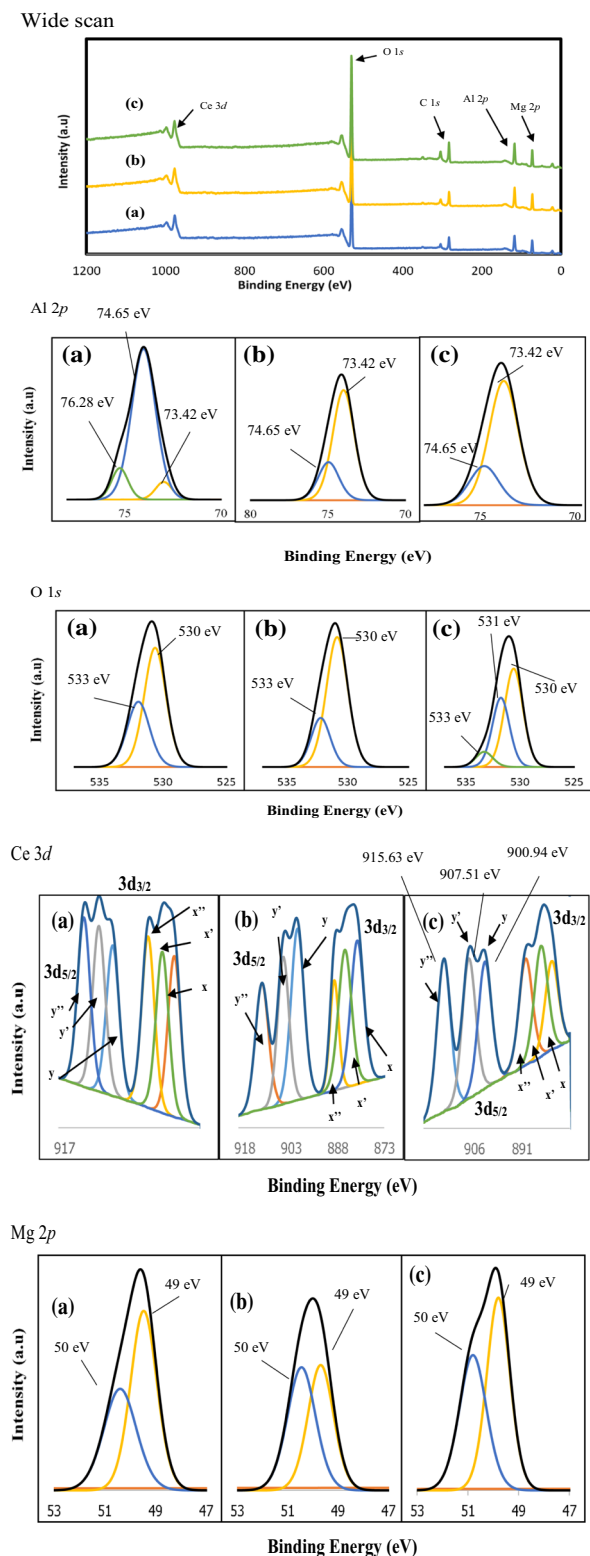 Wide scan
O 1s
(c)
Ce 3d
C 1s
Al 2p
Mg 2p
(b)
(a)
Intensity (a.u)
1200 1000 800 600 400 200 0
Binding Energy (eV)
Al 2p
74.65 eV
(a)
76.28 eV
73.42 eV
75 70
(b)
73.42 eV
74.65 eV
80 75 70
(c)
73.42 eV
74.65 eV
75 70
Intensity (a.u)
Binding Energy (eV)
O 1s
(a)
530 eV
533 eV
535 530 525
(b)
530 eV
533 eV
535 530 525
(c)
531 eV
530 eV
533 eV
535 530 525
Intensity (a.u)
Binding Energy (eV)
Ce 3d
915.63 eV
907.51 eV
900.94 eV
3d3/2
(a)
x''
x'
3d5/2
y''
y'
x
y
917
(b)
y'
y
3d3/2
3d5/2
y''
x
x'' x'
918 903 888 873
(c)
y' y
3d3/2
y''
x
x'' x'
3d5/2
906 891
Intensity (a.u)
Binding Energy (eV)
Mg 2p
(a)
49 eV
50 eV
53 51 49 47
(b)
49 eV
50 eV
53 51 49 47
(c)
49 eV
50 eV
53 51 49 47
Intensity (a.u)
Binding Energy (eV)